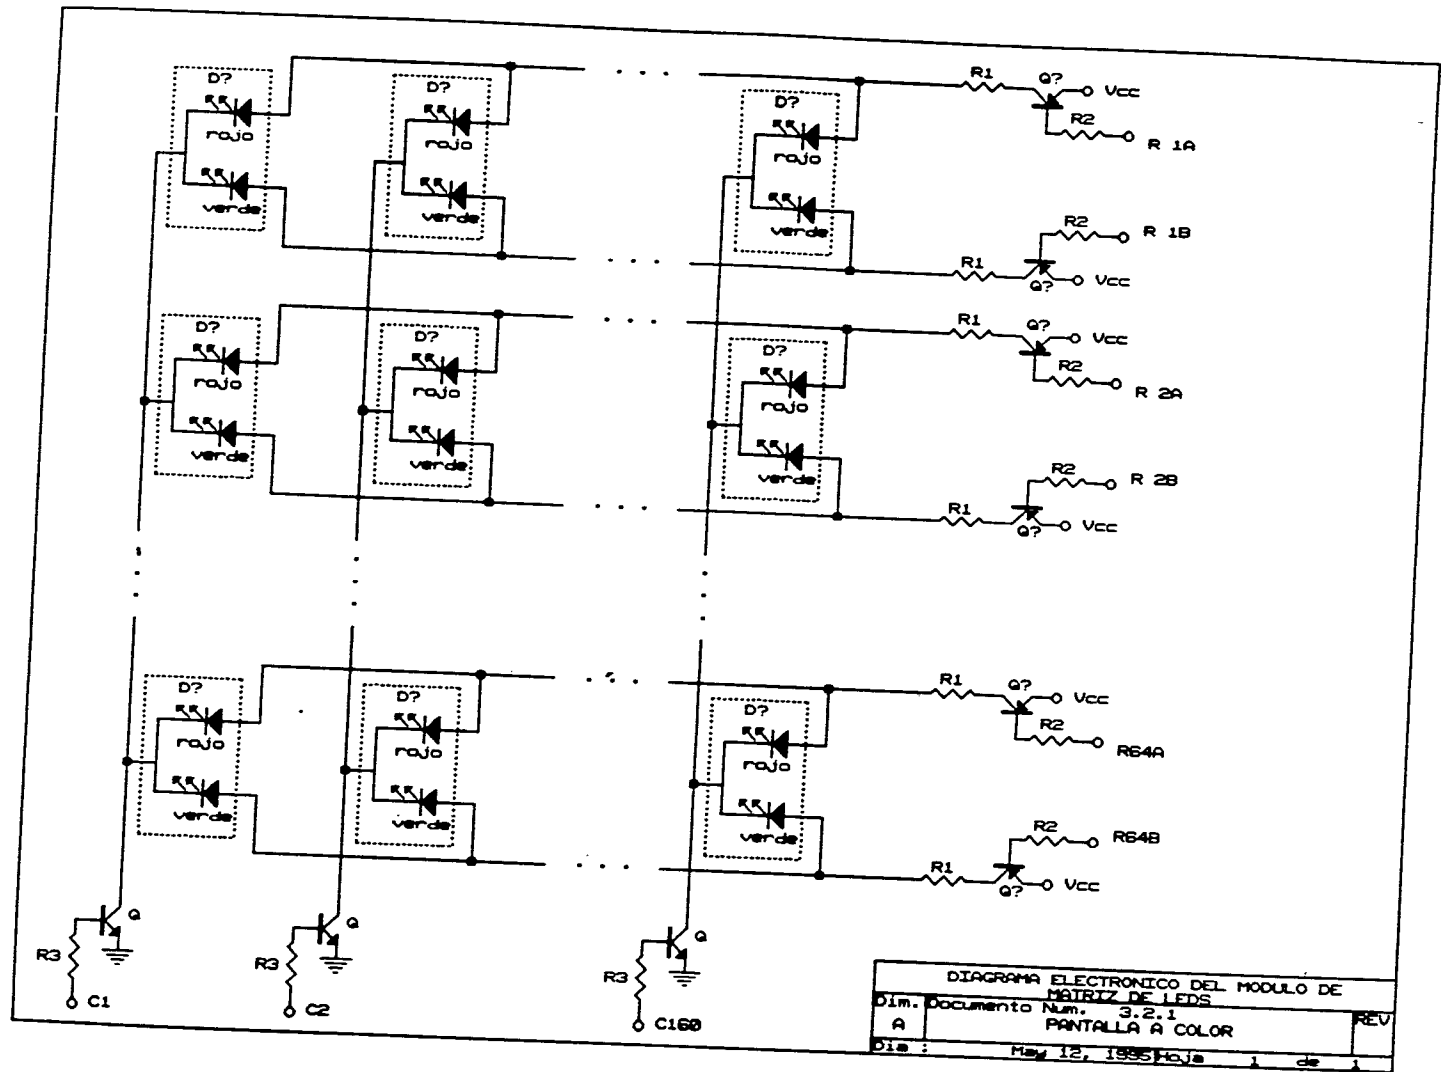 D?
rojo
verde
D?
rojo
verde
D?
rojo
verde
R1
Q?
Vcc
R2
R 1A
R2
R 1B
R1
Q?
Vcc
D?
rojo
verde
D?
rojo
verde
D?
rojo
verde
R1
Q?
Vcc
R2
R 2A
R2
R 2B
R1
Q?
Vcc
D?
rojo
verde
D?
rojo
verde
D?
rojo
verde
R1
Q?
Vcc
R2
R64A
R2
R64B
R1
Q?
Vcc
Q
R3
C1
Q
R3
C2
Q
R3
C160
DIAGRAMA ELECTRONICO DEL MODULO DE
MATRIZ DE LEDS
Dim. Documento Num. 3.2.1 REV
A PANTALLA A COLOR
Dia : May 12, 1995 Hoja 1 de 1